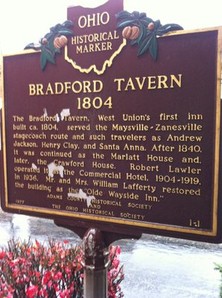 OHIO
HISTORICAL
MARKER
BRADFORD TAVERN
1804
The Bradford Tavern, West Union's first inn
built ca. 1804, served the Maysville-Zanesville
stagecoach route and such travelers as Andrew
Jackson, Henry Clay, and Santa Anna. After 1840,
it was continued as the Marlatt House and,
later, the Crawford House. Robert Lawler
operated the Commercial Hotel, 1904-1919.
In 1936, Mr. and Mrs. William Lafferty restored
the building as the "Olde Wayside Inn."
ADAMS COUNTY HISTORICAL SOCIETY
AND
THE OHIO HISTORICAL SOCIETY
1-1